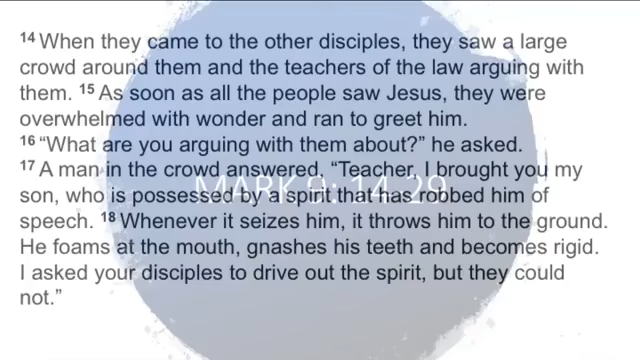 14 When they came to the other disciples, they saw a large
crowd around them and the teachers of the law arguing with
them. 15 As soon as all the people saw Jesus, they were
overwhelmed with wonder and ran to greet him.
16 “What are you arguing with them about?” he asked.
17 A man in the crowd answered, “Teacher, I brought you my
son, who is possessed by a spirit that has robbed him of
MARK 9: 14-29
speech. 18 Whenever it seizes him, it throws him to the ground.
He foams at the mouth, gnashes his teeth and becomes rigid.
I asked your disciples to drive out the spirit, but they could
not.”